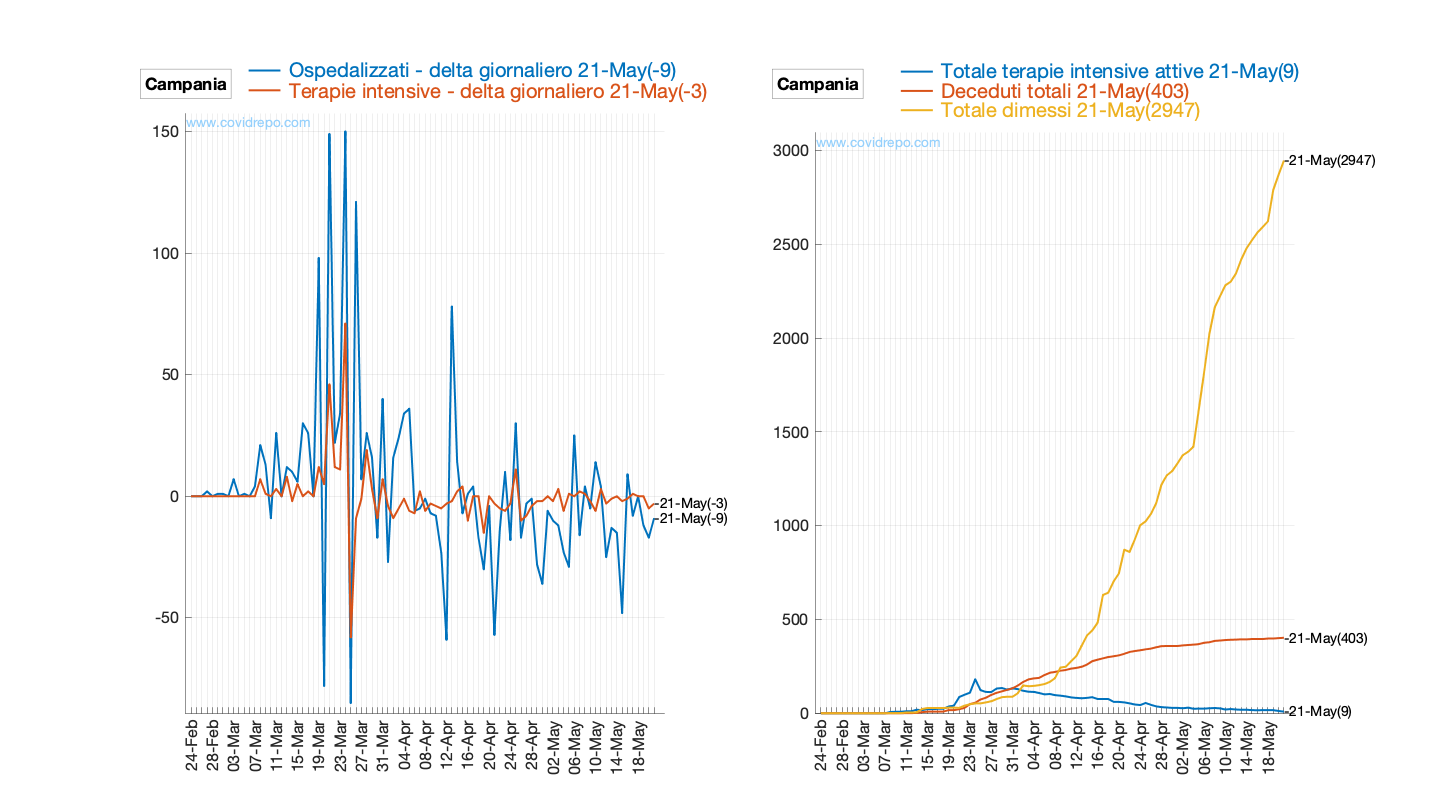 Campania
Ospedalizzati - delta giornaliero 21-May(-9)
Terapie intensive - delta giornaliero 21-May(-3)
www.covidrepo.com
150
100
50
0
-50
21-May(-3)
21-May(-9)
24-Feb
28-Feb
03-Mar
07-Mar
11-Mar
15-Mar
19-Mar
23-Mar
27-Mar
31-Mar
04-Apr
08-Apr
12-Apr
16-Apr
20-Apr
24-Apr
28-Apr
02-May
06-May
10-May
14-May
18-May
Campania
Totale terapie intensive attive 21-May(9)
Deceduti totali 21-May(403)
Totale dimessi 21-May(2947)
www.covidrepo.com
3000
2500
2000
1500
1000
500
0
21-May(2947)
21-May(403)
21-May(9)
24-Feb
28-Feb
03-Mar
07-Mar
11-Mar
15-Mar
19-Mar
23-Mar
27-Mar
31-Mar
04-Apr
08-Apr
12-Apr
16-Apr
20-Apr
24-Apr
28-Apr
02-May
06-May
10-May
14-May
18-May